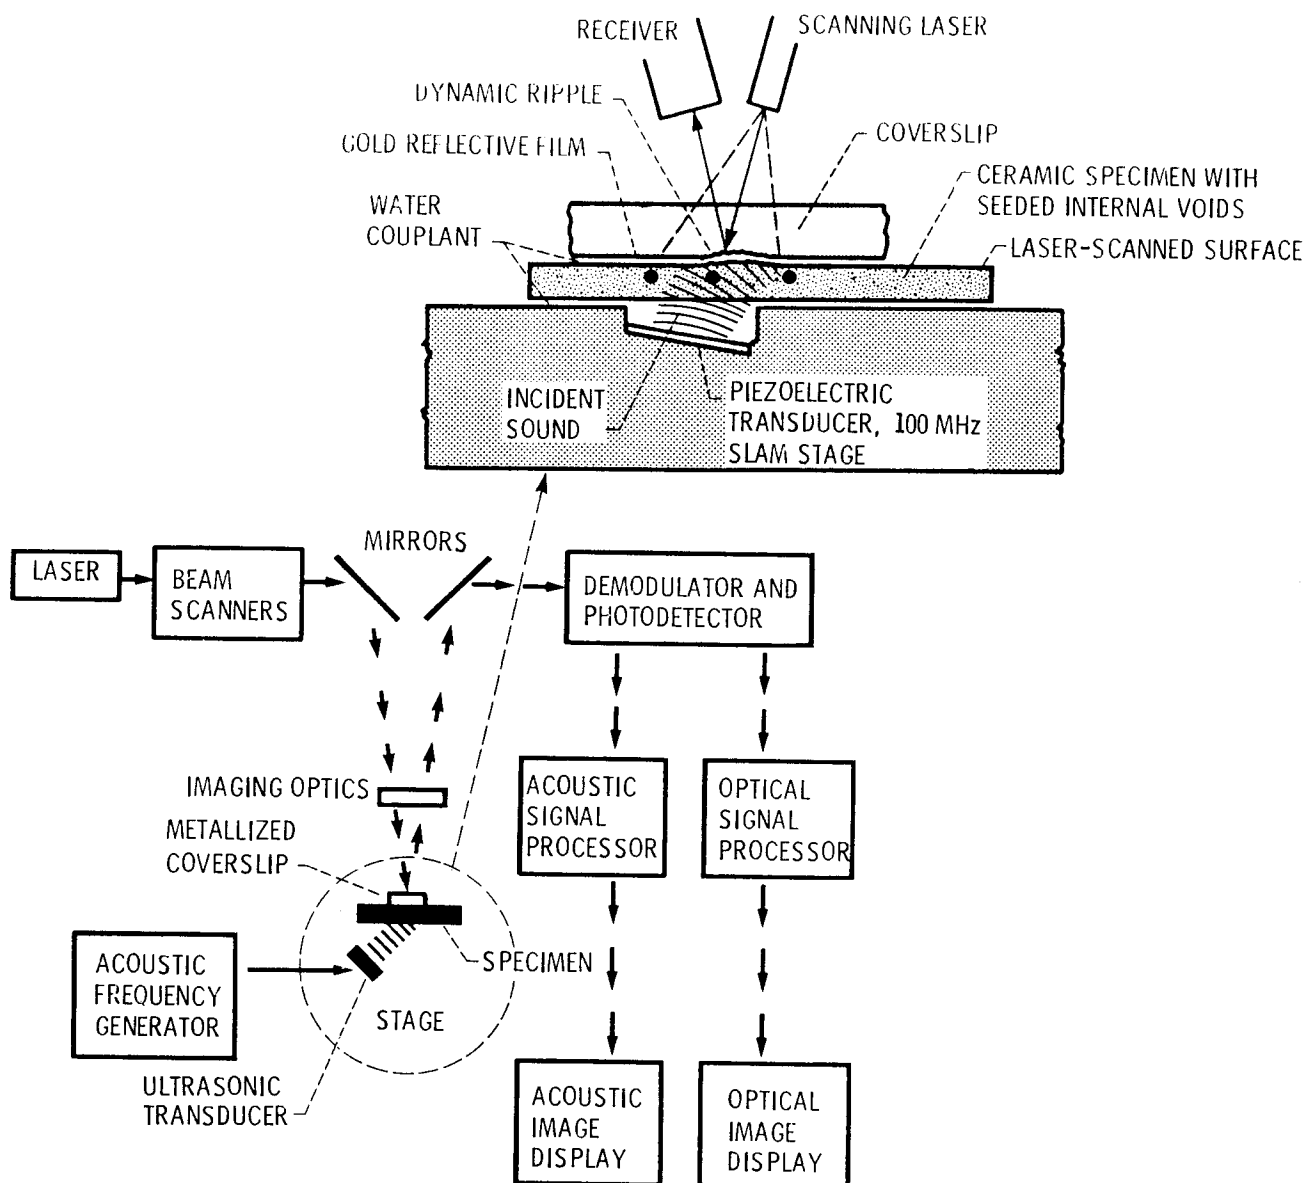 RECEIVER
SCANNING LASER
DYNAMIC RIPPLE
GOLD REFLECTIVE FILM
COVERSLIP
WATER
COUPLANT
CERAMIC SPECIMEN WITH
SEEDED INTERNAL VOIDS
LASER-SCANNED SURFACE
INCIDENT
SOUND
PIEZOELECTRIC
TRANSDUCER, 100 MHz
SLAM STAGE
MIRRORS
LASER
BEAM
SCANNERS
DEMODULATOR AND
PHOTODETECTOR
IMAGING OPTICS
METALLIZED
COVERSLIP
ACOUSTIC
SIGNAL
PROCESSOR
OPTICAL
SIGNAL
PROCESSOR
ACOUSTIC
FREQUENCY
GENERATOR
SPECIMEN
STAGE
ULTRASONIC
TRANSDUCER
ACOUSTIC
IMAGE
DISPLAY
OPTICAL
IMAGE
DISPLAY